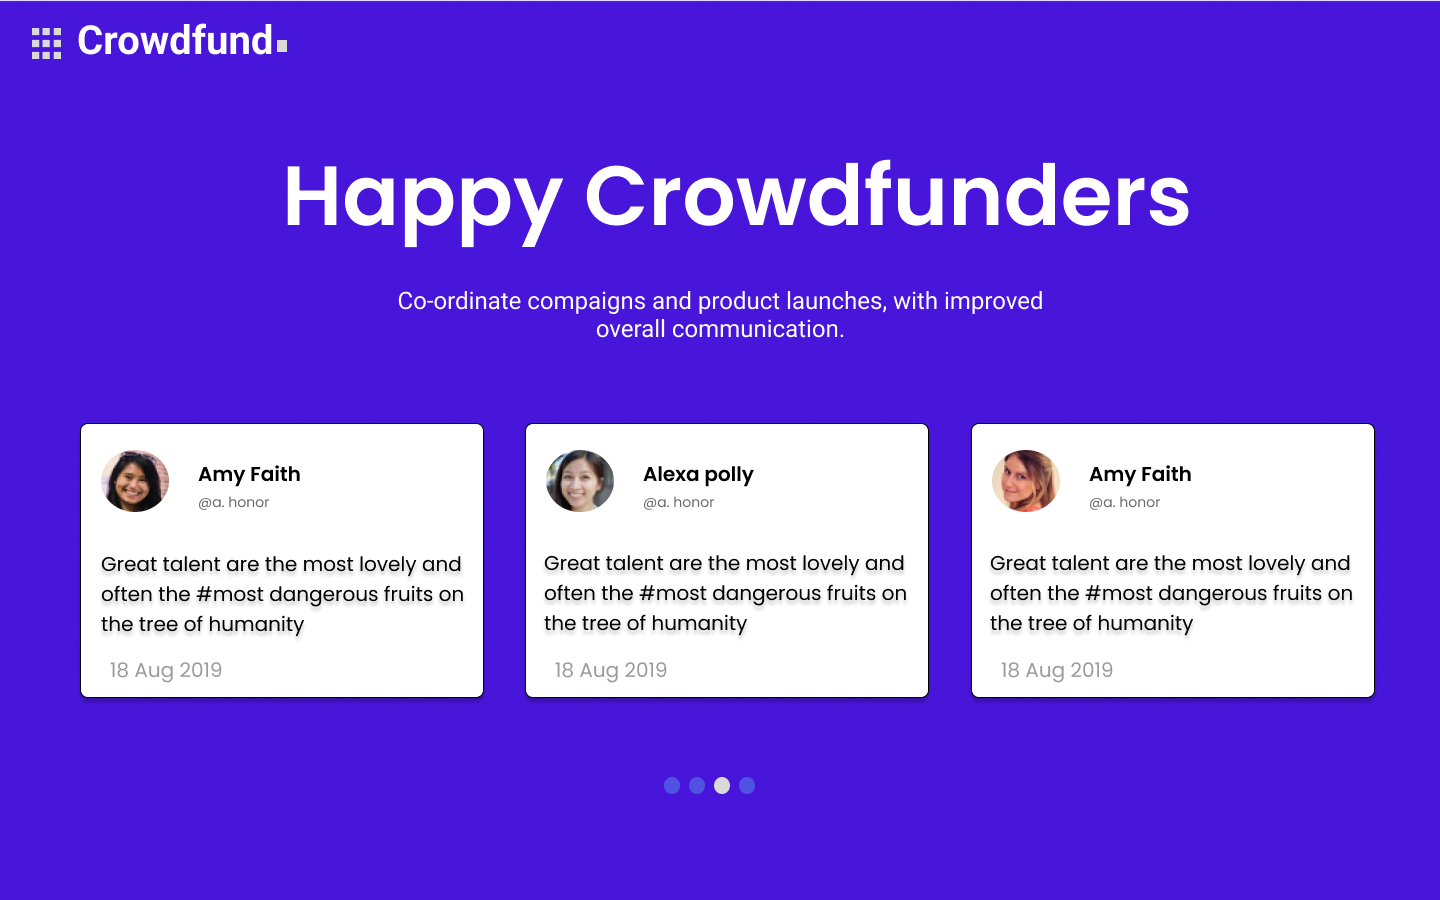 Crowdfund
Happy Crowdfunders
Co-ordinate compaigns and product launches, with improved
overall communication.
Amy Faith
@a. honor
Great talent are the most lovely and
often the #most dangerous fruits on
the tree of humanity
18 Aug 2019
Alexa polly
@a. honor
Great talent are the most lovely and
often the #most dangerous fruits on
the tree of humanity
18 Aug 2019
Amy Faith
@a. honor
Great talent are the most lovely and
often the #most dangerous fruits on
the tree of humanity
18 Aug 2019